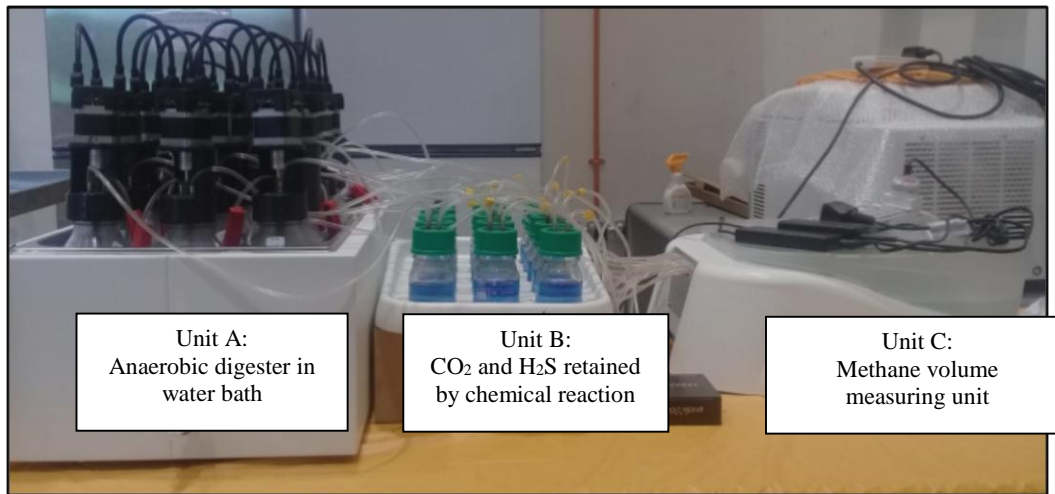 Unit A:
Anaerobic digester in
water bath
Unit B:
CO₂ and H₂S retained
by chemical reaction
Unit C:
Methane volume
measuring unit